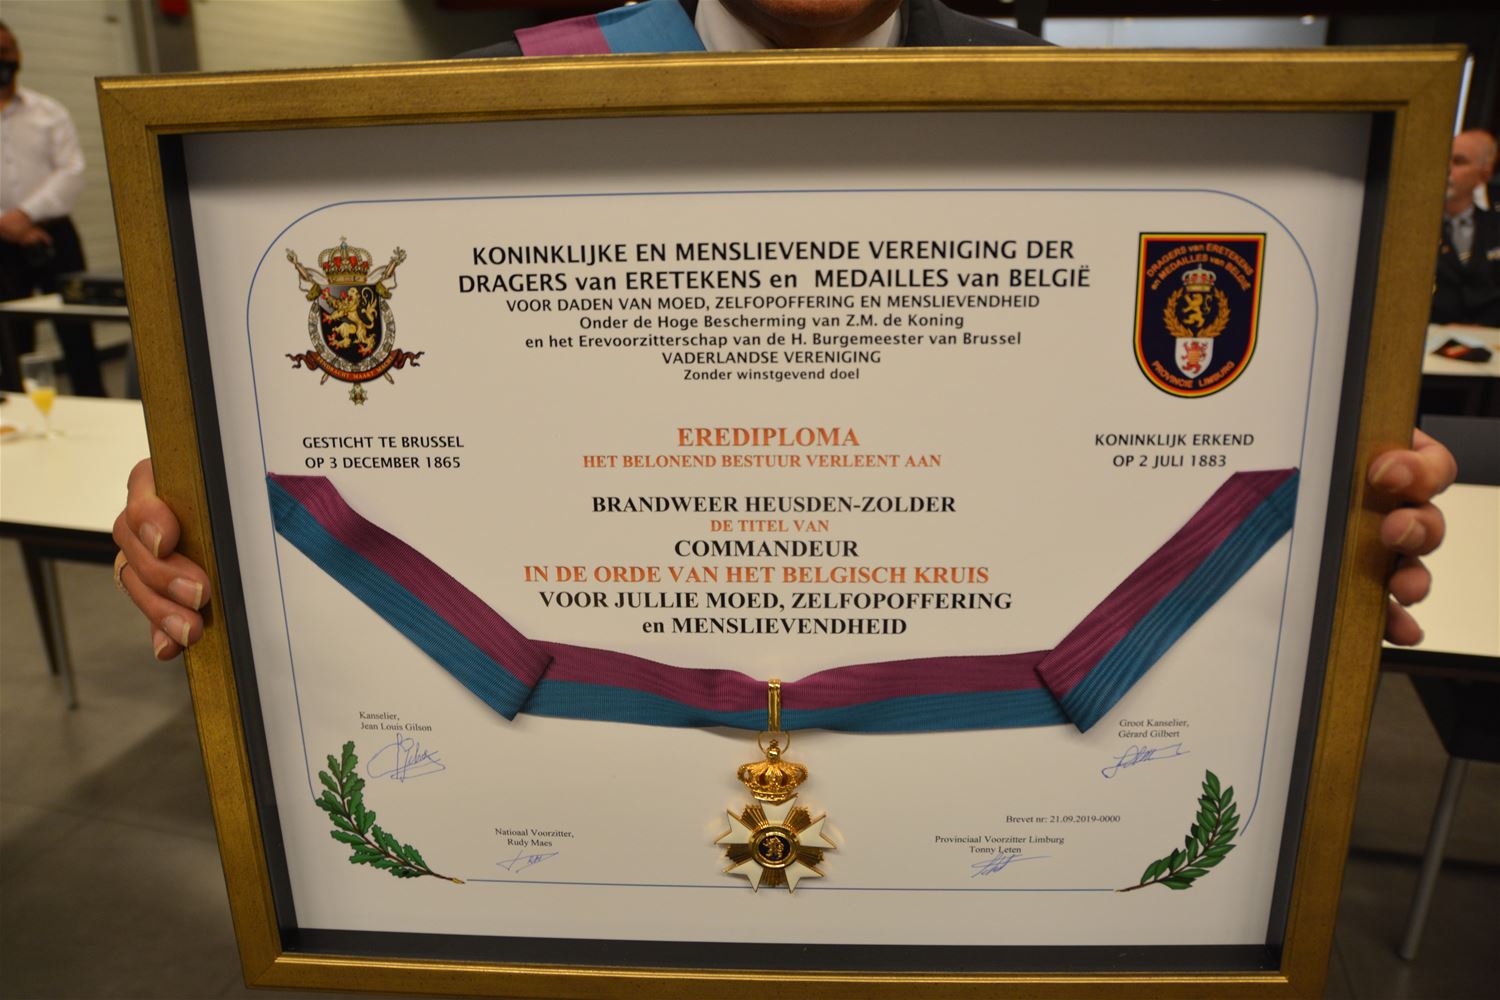 KONINKLIJKE EN MENSLIEVENDE VERENIGING DER
DRAGERS van ERETEKENS en MEDAILLES van BELGIË
VOOR DADEN VAN MOED, ZELFOPOFFERING EN MENSLIEVENDHEID
Onder de Hoge Bescherming van Z.M. de Koning
en het Erevoorzitterschap van de H. Burgemeester van Brussel
VADERLANDSE VERENIGING
Zonder winstgevend doel
EENDRACHT MAAKT MACHT
DRAGERS van ERETEKENS
en MEDAILLES van BELGIE
PROVINCIE LIMBURG
GESTICHT TE BRUSSEL
OP 3 DECEMBER 1865
KONINKLIJK ERKEND
OP 2 JULI 1883
EREDIPLOMA
HET BELONEND BESTUUR VERLEENT AAN
BRANDWEER HEUSDEN-ZOLDER
DE TITEL VAN
COMMANDEUR
IN DE ORDE VAN HET BELGISCH KRUIS
VOOR JULLIE MOED, ZELFOPOFFERING
en MENSLIEVENDHEID
Kanselier,
Jean Louis Gilson
Groot Kanselier,
Gérard Gilbert
Brevet nr: 21.09.2019-0000
Natioaal Voorzitter,
Rudy Maes
Provinciaal Voorzitter Limburg
Tonny Leten